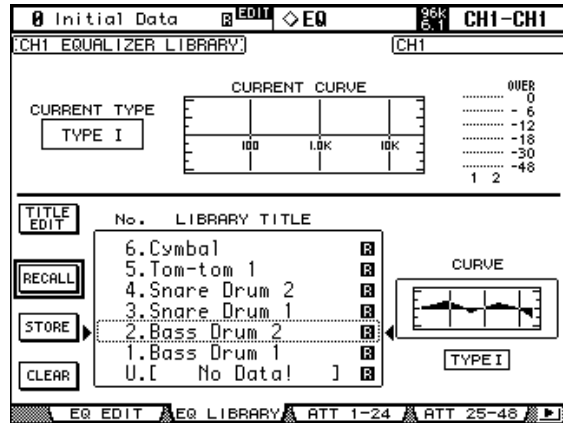 0 Initial Data R EDIT ◇EQ 96K 6.1 CH1-CH1
CH1 EQUALIZER LIBRARY CH1
CURRENT TYPE
TYPE I
CURRENT CURVE
100 1.0K 10K
OVER
0
- 6
-12
-18
-30
-48
1 2
TITLE EDIT
No. LIBRARY TITLE
6.Cymbal R
RECALL
5.Tom-tom 1 R
4.Snare Drum 2 R
3.Snare Drum 1 R
STORE
2.Bass Drum 2 R
1.Bass Drum 1 R
CLEAR
U.[ No Data! ] R
CURVE
TYPE I
EQ EDIT EQ LIBRARY ATT 1-24 ATT 25-48